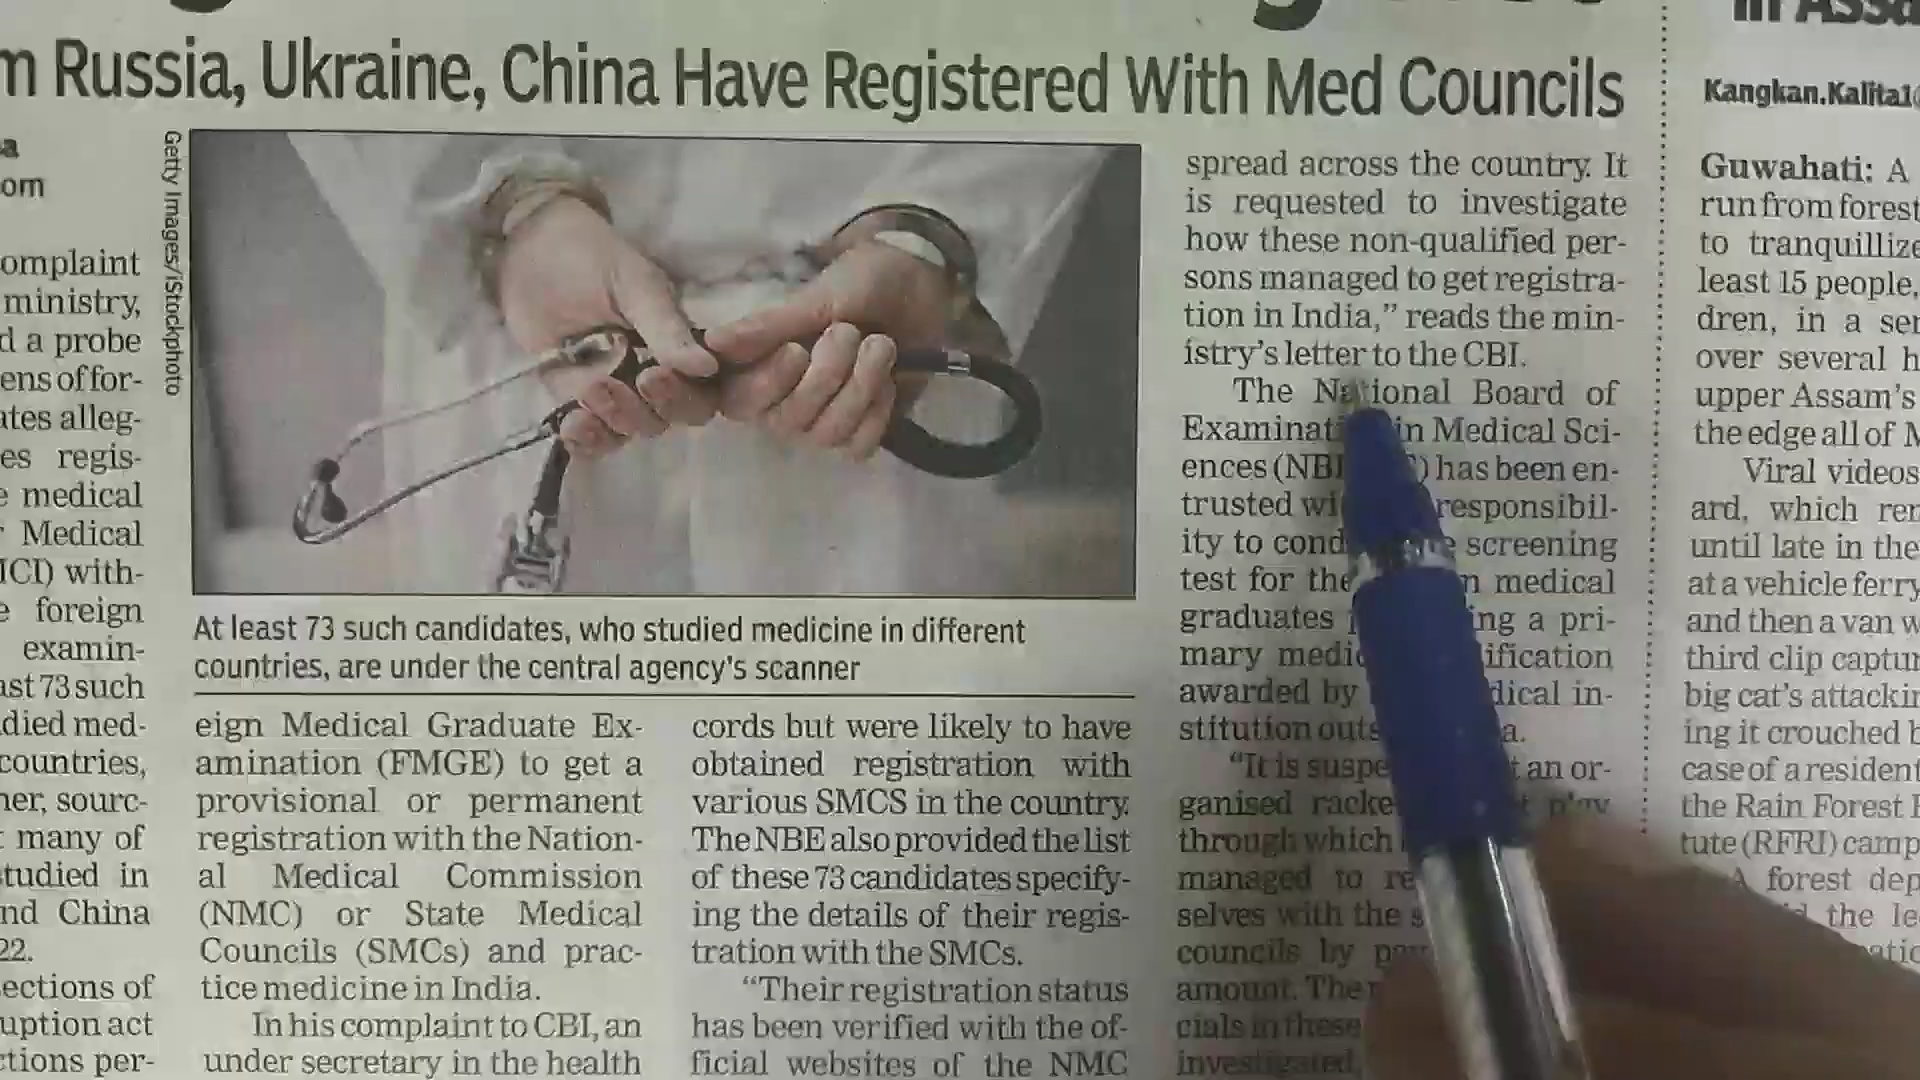 m Russia, Ukraine, China Have Registered With Med Councils
a
om
omplaint
ministry,
d a probe
ens of for-
ates alleg-
es regis-
e medical
Medical
ICI) with-
e foreign
examin-
ast 73 such
died med-
countries,
ner, sourc-
many of
tudied in
nd China
22.
ections of
uption act
ctions per-
Getty Images/iStockphoto
At least 73 such candidates, who studied medicine in different
countries, are under the central agency's scanner
eign Medical Graduate Ex-
amination (FMGE) to get a
provisional or permanent
registration with the Nation-
al Medical Commission
(NMC) or State Medical
Councils (SMCs) and prac-
tice medicine in India.
In his complaint to CBI, an
under secretary in the health
cords but were likely to have
obtained registration with
various SMCS in the country.
The NBE also provided the list
of these 73 candidates specify-
ing the details of their regis-
tration with the SMCs.
"Their registration status
has been verified with the of-
ficial websites of the NMC
spread across the country. It
is requested to investigate
how these non-qualified per-
sons managed to get registra-
tion in India," reads the min-
istry's letter to the CBI.
The National Board of
Examinati in Medical Sci-
ences (NB ) has been en-
trusted wi responsibil-
ity to cond screening
test for the n medical
graduates ing a pri-
mary medic ification
awarded by dical in-
stitution outs a.
"It is suspe t an or-
ganised racke play
through which
managed to re
selves with the s
councils by
amount. The
cials in these
investigated,
in Assa
Kangkan.Kalita1@
Guwahati: A
run from forest
to tranquillize
least 15 people,
dren, in a ser
over several h
upper Assam's
the edge all of M
Viral videos
ard, which ren
until late in the
at a vehicle ferry
and then a van w
third clip captur
big cat's attackin
ing it crouched b
case of a resident
the Rain Forest R
tute (RFRI) camp
A forest dep
the le